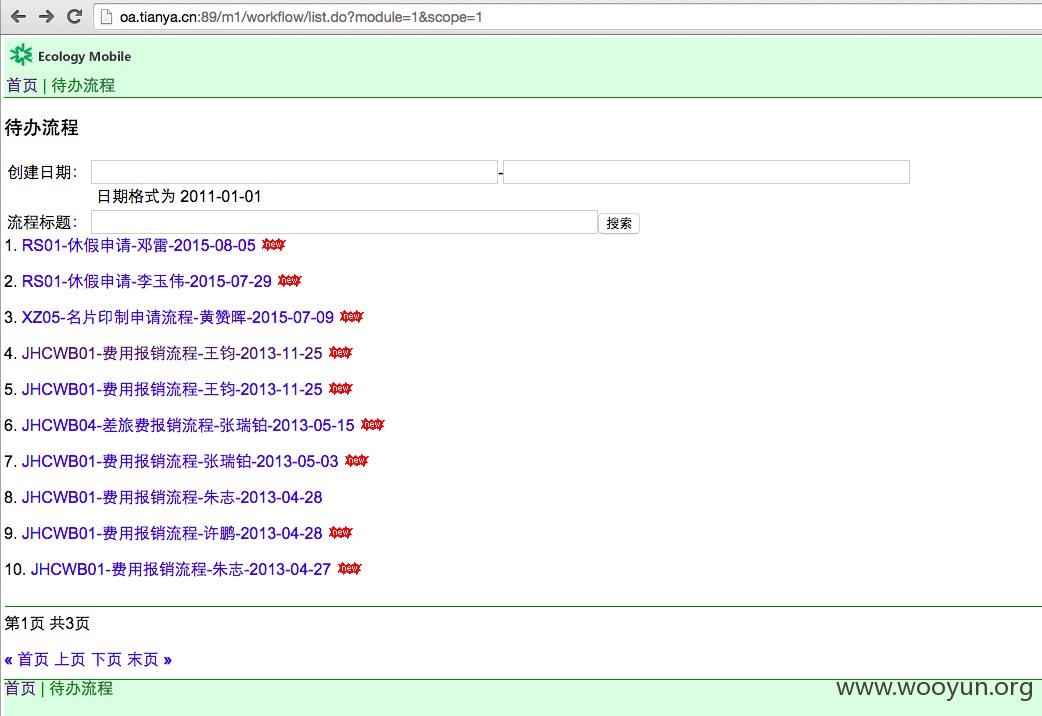 oa.tianya.cn:89/m1/workflow/list.do?module=1&scope=1
Ecology Mobile
首页 | 待办流程
待办流程
创建日期: -
日期格式为 2011-01-01
流程标题: 搜索
1. RS01-休假申请-邓雷-2015-08-05 new
2. RS01-休假申请-李玉伟-2015-07-29 new
3. XZ05-名片印制申请流程-黄赞晖-2015-07-09 new
4. JHCWB01-费用报销流程-王钧-2013-11-25 new
5. JHCWB01-费用报销流程-王钧-2013-11-25 new
6. JHCWB04-差旅费报销流程-张瑞铂-2013-05-15 new
7. JHCWB01-费用报销流程-张瑞铂-2013-05-03 new
8. JHCWB01-费用报销流程-朱志-2013-04-28
9. JHCWB01-费用报销流程-许鹏-2013-04-28 new
10. JHCWB01-费用报销流程-朱志-2013-04-27 new
第1页 共3页
« 首页 上页 下页 末页 »
首页 | 待办流程
www.wooyun.org